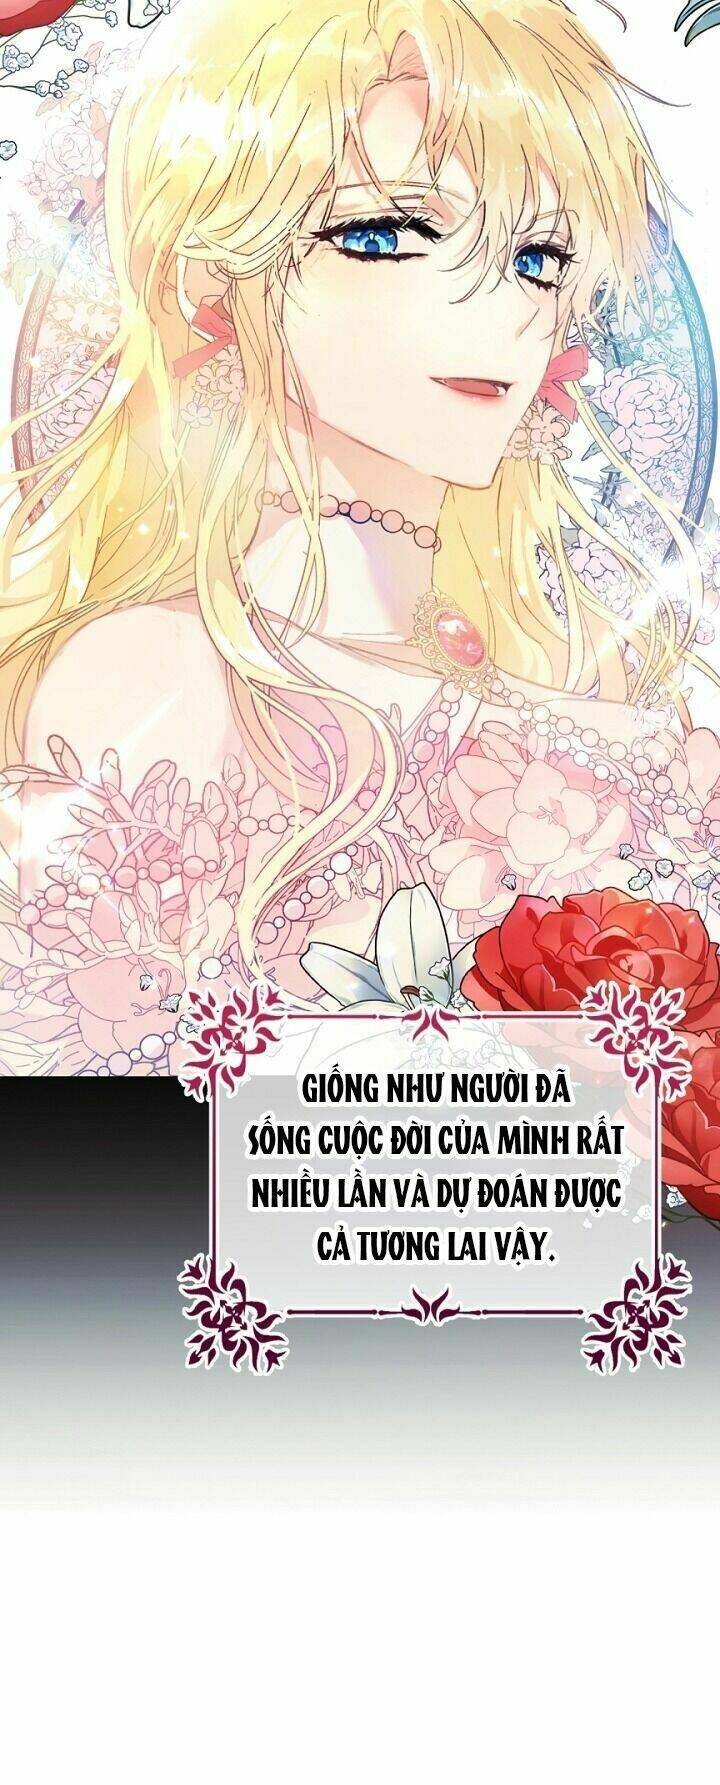 GIỐNG NHƯ NGƯỜI ĐÃ
SỐNG CUỘC ĐỜI CỦA MÌNH RẤT
NHIỀU LẦN VÀ DỰ ĐOÁN ĐƯỢC
CẢ TƯƠNG LAI VẬY.